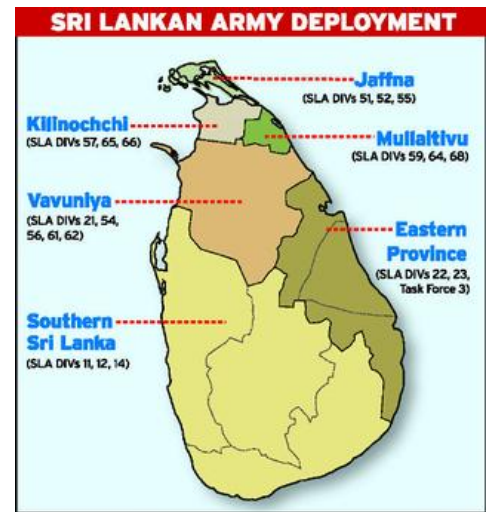 SRI LANKAN ARMY DEPLOYMENT
Jaffna
(SLA DIVs 51, 52, 55)
Kilinochchi
(SLA DIVs 57, 65, 66)
Mullaitivu
(SLA DIVs 59, 64, 68)
Vavuniya
(SLA DIVs 21, 54,
56, 61, 62)
Eastern
Province
(SLA DIVs 22, 23,
Task Force 3)
Southern
Sri Lanka
(SLA DIVs 11, 12, 14)